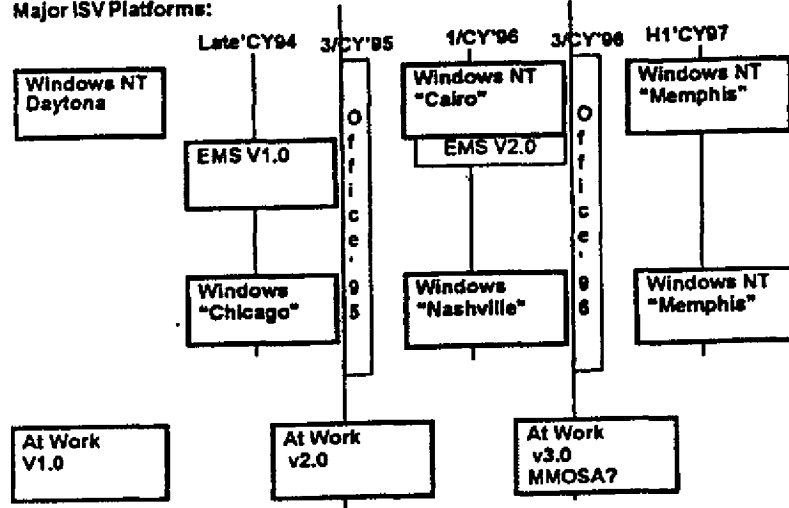 Major ISV Platforms:
Late'CY94
3/CY'95
1/CY'96
3/CY'96
H1'CY97
Windows NT
Daytona
EMS V1.0
Windows
"Chicago"
Office'95
Windows NT
"Cairo"
EMS V2.0
Windows
"Nashville"
Office'96
Windows NT
"Memphis"
Windows NT
"Memphis"
At Work
V1.0
At Work
v2.0
At Work
v3.0
MMOSA?